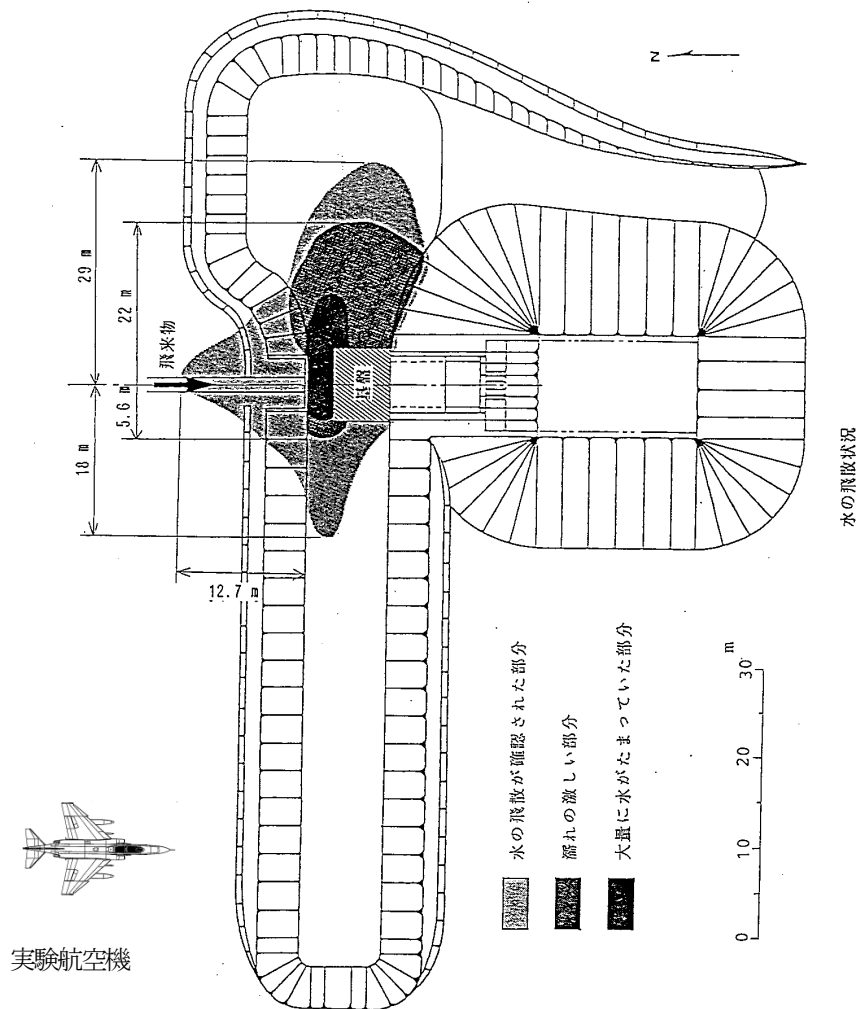 N
29 m
22 m
飛来物
5.6 m
18 m
12.7 m
基盤
水の飛散状況
水の飛散が確認された部分
濡れの激しい部分
大量に水がたまっていた部分
0
10
20
30
m
実験航空機